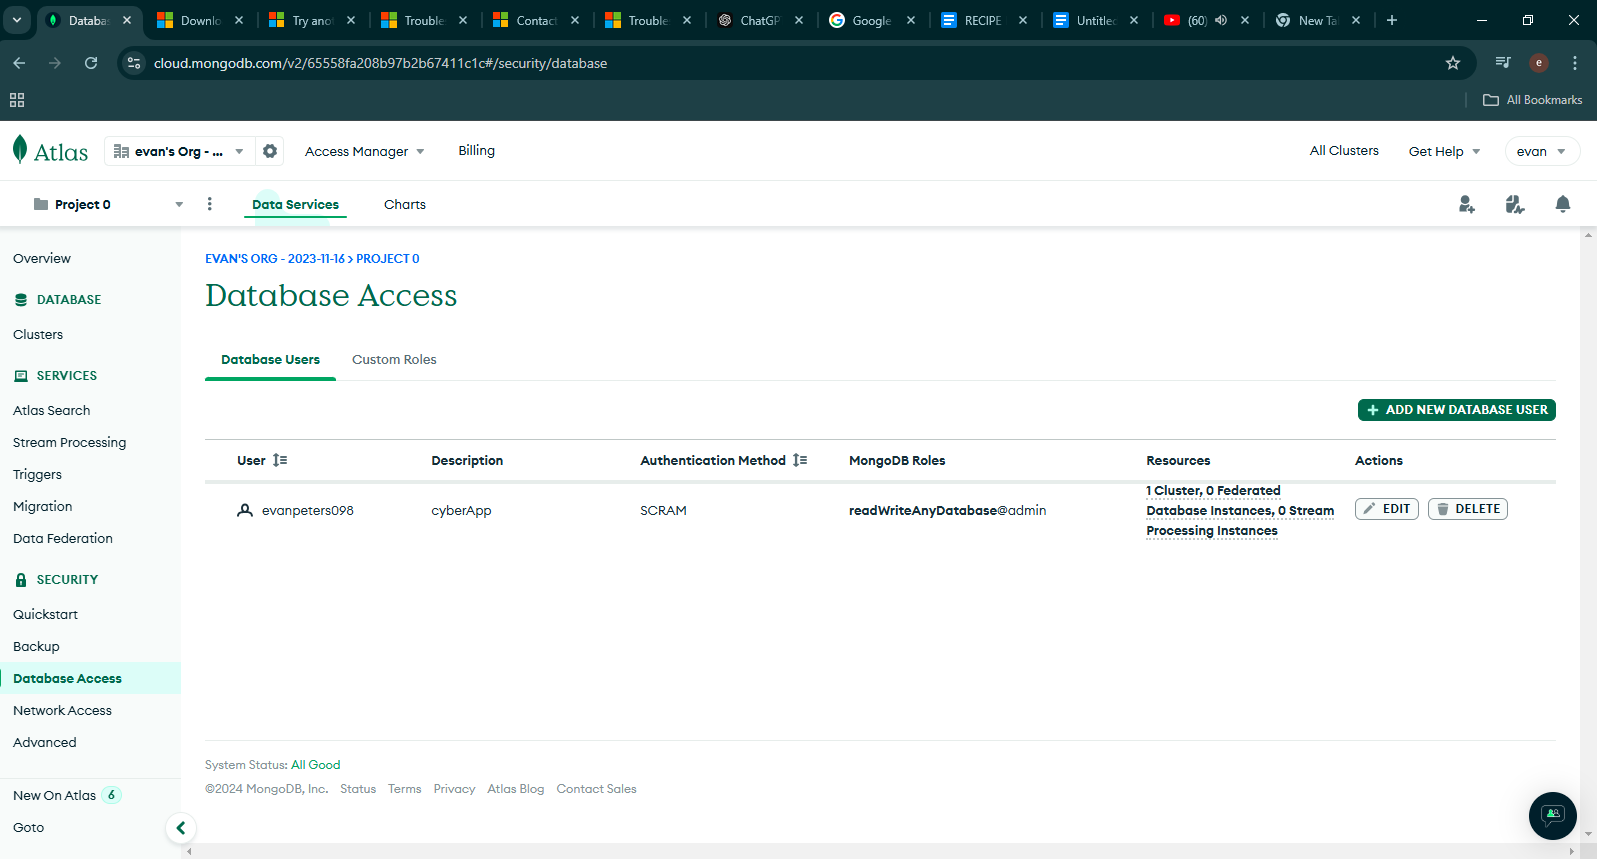 Databas
Downlo
Try anot
Trouble
Contact
Trouble
ChatGP
Google
RECIPE
Untitled
(60)
New Ta
cloud.mongodb.com/v2/65558fa208b97b2b67411c1c#/security/database
e
All Bookmarks
Atlas
evan's Org - ...
Access Manager
Billing
All Clusters
Get Help
evan
Project 0
Data Services
Charts
Overview
DATABASE
Clusters
SERVICES
Atlas Search
Stream Processing
Triggers
Migration
Data Federation
SECURITY
Quickstart
Backup
Database Access
Network Access
Advanced
New On Atlas 6
Goto
EVAN'S ORG - 2023-11-16 > PROJECT 0
Database Access
Database Users
Custom Roles
+ ADD NEW DATABASE USER
User
Description
Authentication Method
MongoDB Roles
Resources
Actions
evanpeters098
cyberApp
SCRAM
readWriteAnyDatabase@admin
1 Cluster, 0 Federated
Database Instances, 0 Stream
Processing Instances
EDIT
DELETE
System Status: All Good
©2024 MongoDB, Inc. Status Terms Privacy Atlas Blog Contact Sales